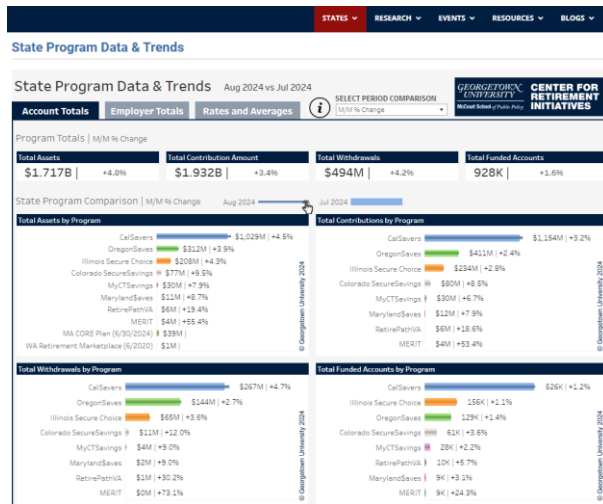 STATES RESEARCH EVENTS RESOURCES BLOGS
State Program Data & Trends
State Program Data & Trends Aug 2024 vs Jul 2024
SELECT PERIOD COMPARISON
i M/M % Change
GEORGETOWN UNIVERSITY
McCourt School of Public Policy
CENTER FOR RETIREMENT INITIATIVES
Account Totals Employer Totals Rates and Averages
Program Totals | M/M % Change
Total Assets Total Contribution Amount Total Withdrawals Total Funded Accounts
$1.717B | +4.8% $1.932B | +3.4% $494M | +4.2% 928K | +1.6%
State Program Comparison | M/M % Change Aug 2024 Jul 2024
Total Assets by Program
CalSavers $1,029M | +4.5%
OregonSaves $312M | +3.9%
Illinois Secure Choice $208M | +4.3%
Colorado SecureSavings $77M | +9.5%
MyCTSavings $30M | +7.9%
Maryland$aves $11M | +8.7%
RetirePathVA $6M | +19.4%
MERIT $4M | +55.4%
MA CORE Plan (6/30/2024) $39M |
WA Retirement Marketplace (6/2020) $1M |
© Georgetown University 2024
Total Contributions by Program
CalSavers $1,154M | +3.2%
OregonSaves $411M | +2.4%
Illinois Secure Choice $234M | +2.8%
Colorado SecureSavings $80M | +8.5%
MyCTSavings $30M | +6.7%
Maryland$aves $12M | +7.9%
RetirePathVA $6M | +18.6%
MERIT $4M | +53.4%
© Georgetown University 2024
Total Withdrawals by Program
CalSavers $267M | +4.7%
OregonSaves $144M | +2.7%
Illinois Secure Choice $65M | +3.6%
Colorado SecureSavings $11M | +12.0%
MyCTSavings $4M | +9.0%
Maryland$aves $2M | +9.0%
RetirePathVA $1M | +30.2%
MERIT $0M | +73.1%
© Georgetown University 2024
Total Funded Accounts by Program
CalSavers 526K | +1.2%
Illinois Secure Choice 156K | +1.1%
OregonSaves 129K | +1.4%
Colorado SecureSavings 61K | +3.6%
MyCTSavings 28K | +2.2%
RetirePathVA 10K | +5.7%
Maryland$aves 9K | +3.1%
MERIT 9K | +24.3%
© Georgetown University 2024